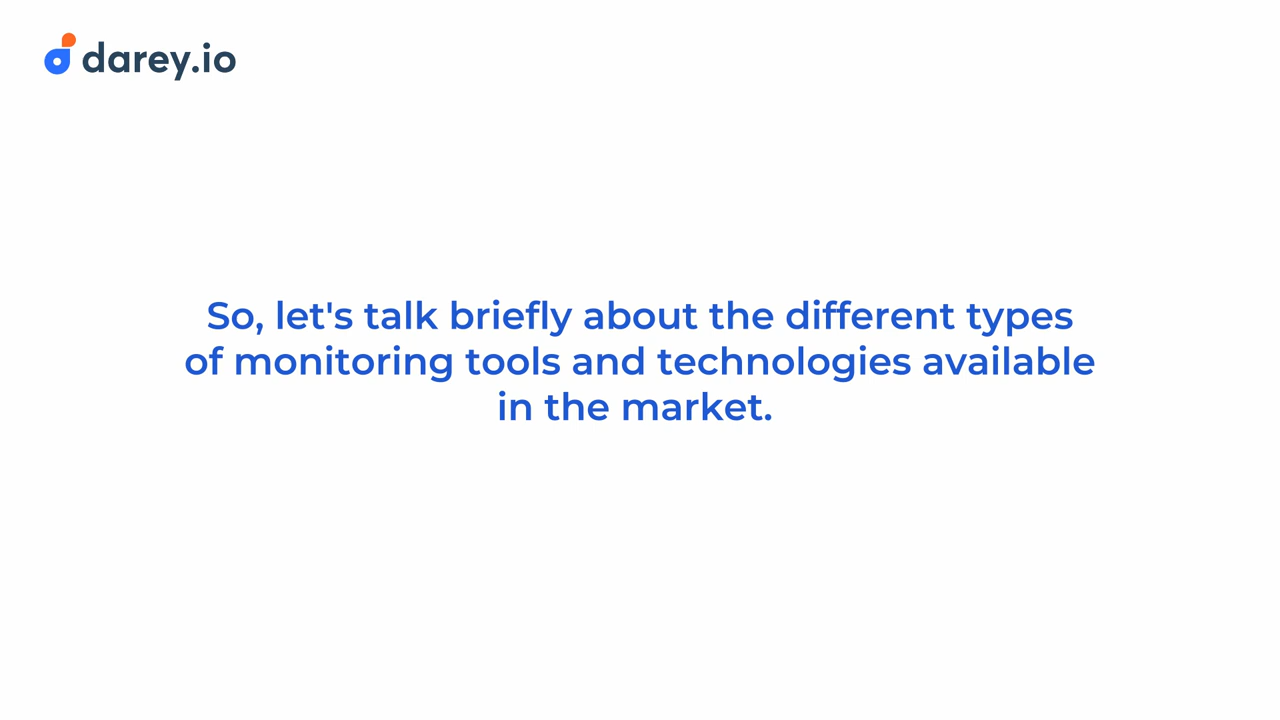 darey.io
So, let's talk briefly about the different types
of monitoring tools and technologies available
in the market.